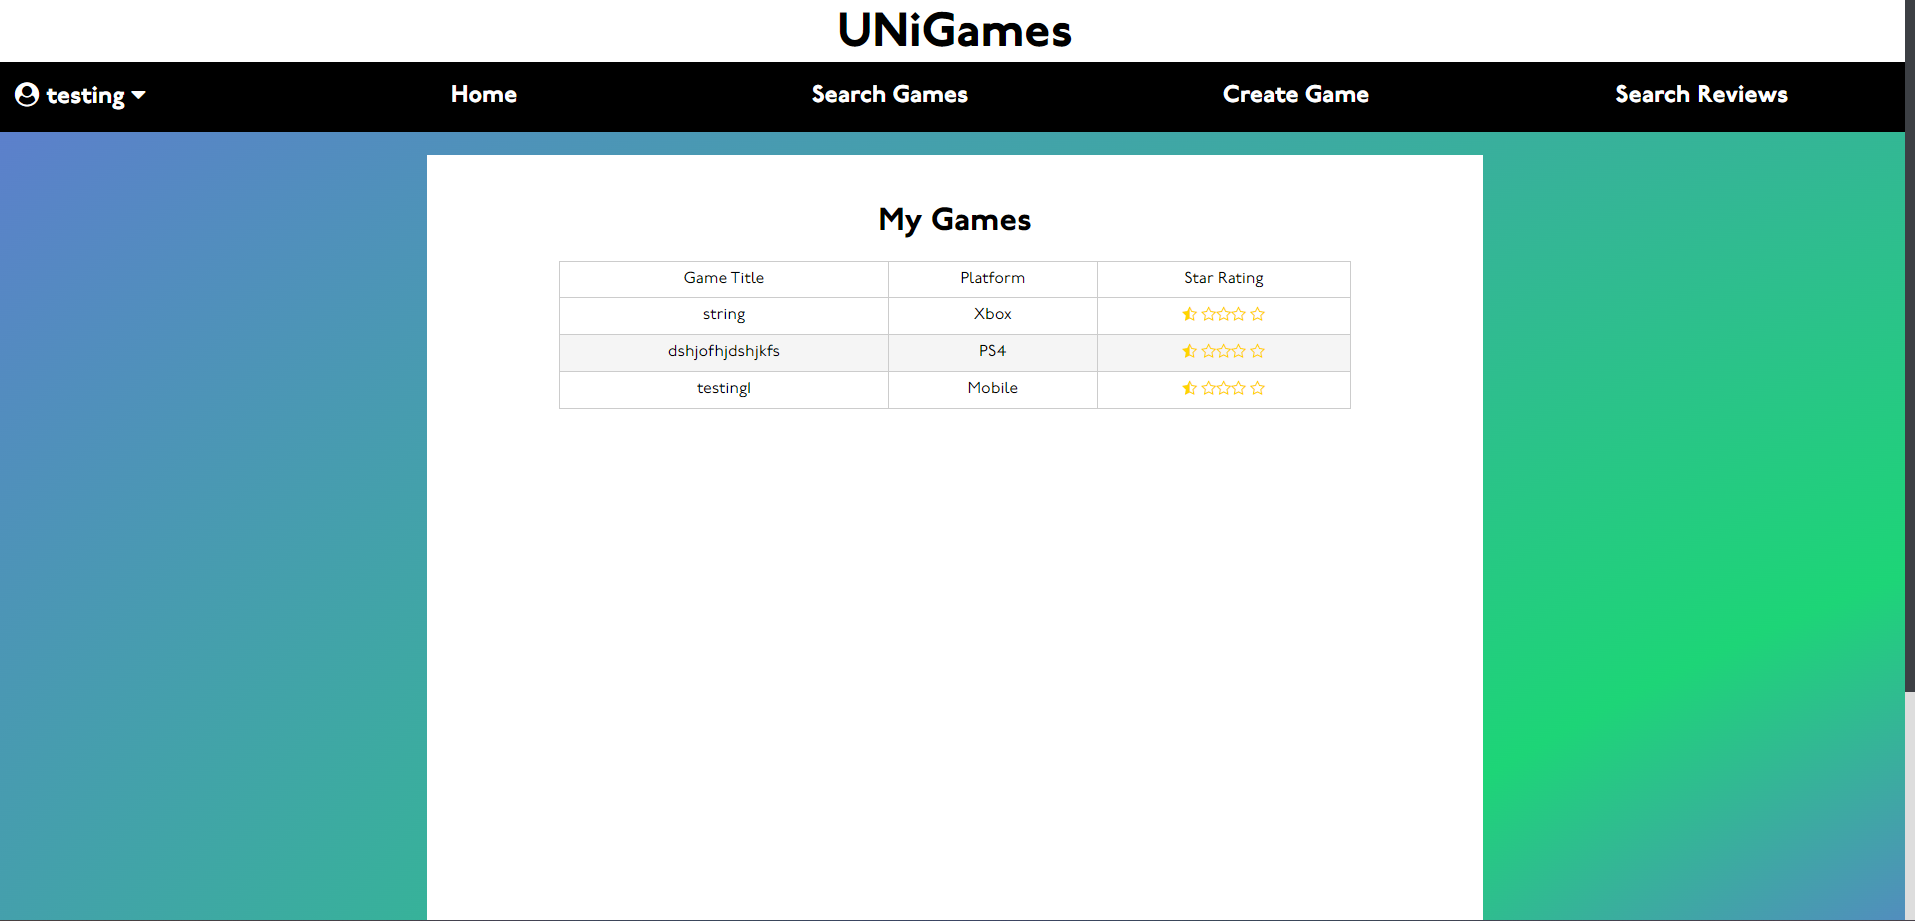 UNiGames
testing Home Search Games Create Game Search Reviews
My Games
Game Title Platform Star Rating
string Xbox
dshjofhjdshjkfs PS4
testing1 Mobile